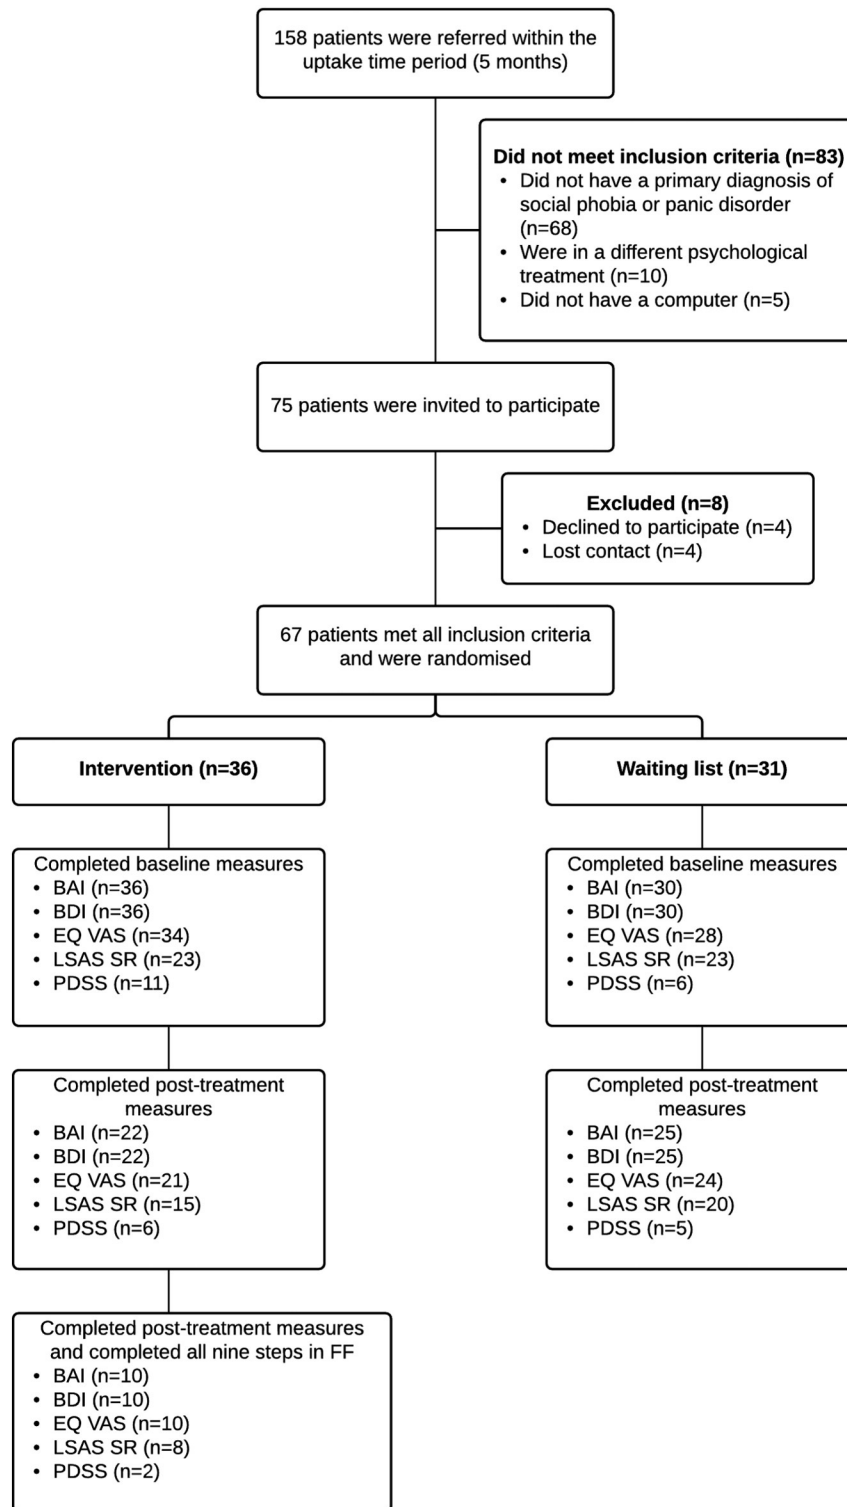 158 patients were referred within the
uptake time period (5 months)
Did not meet inclusion criteria (n=83)
• Did not have a primary diagnosis of
social phobia or panic disorder
(n=68)
• Were in a different psychological
treatment (n=10)
• Did not have a computer (n=5)
75 patients were invited to participate
Excluded (n=8)
• Declined to participate (n=4)
• Lost contact (n=4)
67 patients met all inclusion criteria
and were randomised
Intervention (n=36)
Waiting list (n=31)
Completed baseline measures
• BAI (n=36)
• BDI (n=36)
• EQ VAS (n=34)
• LSAS SR (n=23)
• PDSS (n=11)
Completed baseline measures
• BAI (n=30)
• BDI (n=30)
• EQ VAS (n=28)
• LSAS SR (n=23)
• PDSS (n=6)
Completed post-treatment
measures
• BAI (n=22)
• BDI (n=22)
• EQ VAS (n=21)
• LSAS SR (n=15)
• PDSS (n=6)
Completed post-treatment
measures
• BAI (n=25)
• BDI (n=25)
• EQ VAS (n=24)
• LSAS SR (n=20)
• PDSS (n=5)
Completed post-treatment measures
and completed all nine steps in FF
• BAI (n=10)
• BDI (n=10)
• EQ VAS (n=10)
• LSAS SR (n=8)
• PDSS (n=2)